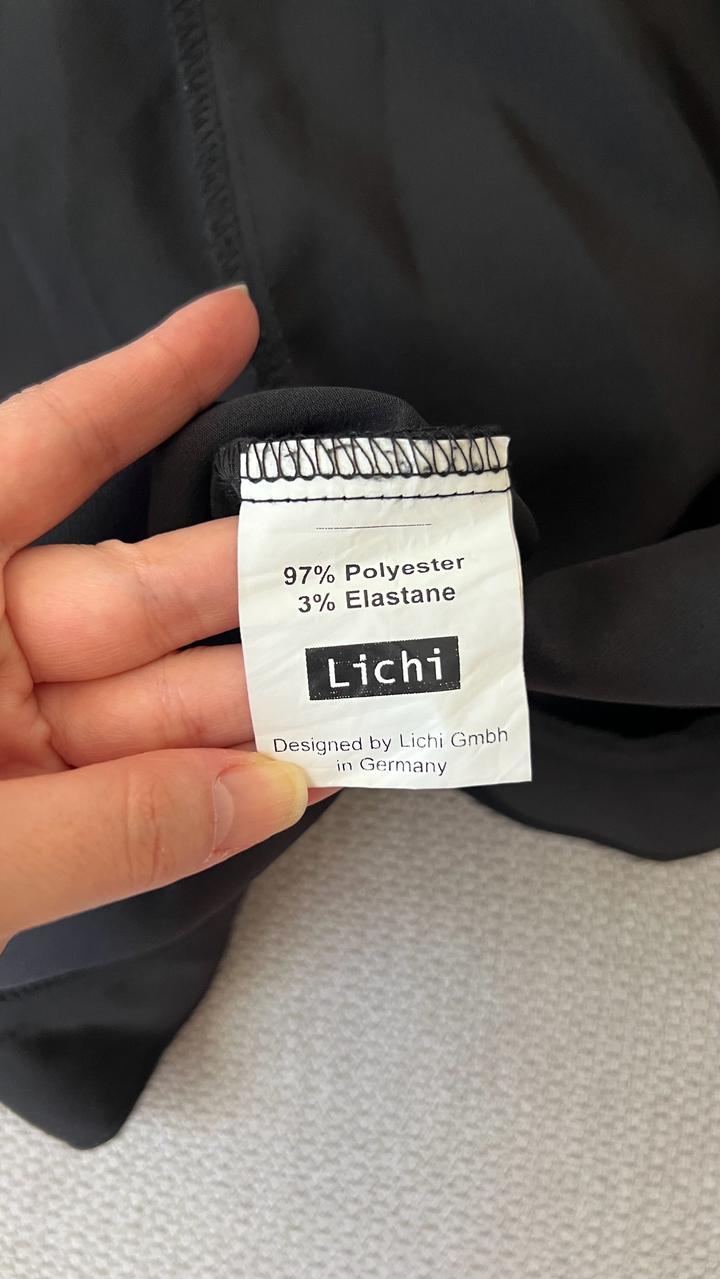 97% Polyester
3% Elastane
Lichi
Designed by Lichi Gmbh
in Germany